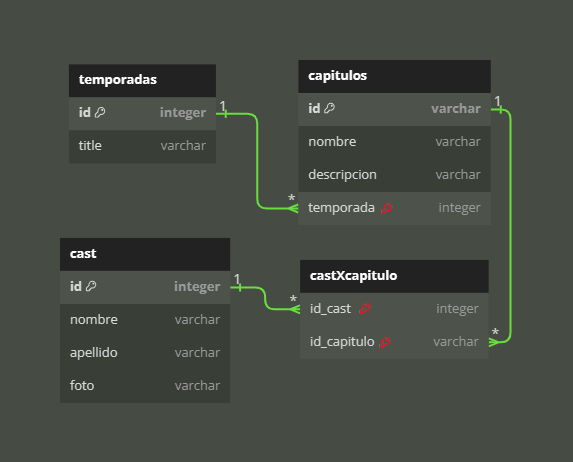 temporadas
id integer
title varchar
1
*
capitulos
id varchar
nombre varchar
descripcion varchar
temporada integer
1
*
cast
id integer
nombre varchar
apellido varchar
foto varchar
1
*
castXcapitulo
id_cast integer
id_capitulo varchar